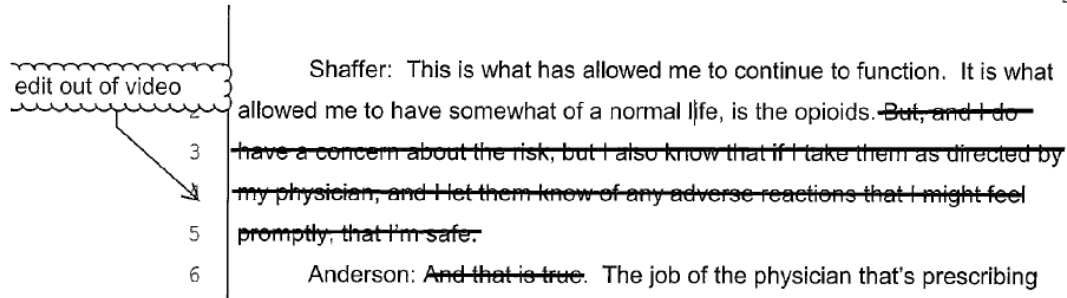 Shaffer: This is what has allowed me to continue to function. It is what
edit out of video
2 allowed me to have somewhat of a normal life, is the opioids. But, and I do
3 have a concern about the risk, but I also know that if I take them as directed by
4 my physician, and I let them know of any adverse reactions that I might feel
5 promptly, that I'm safe.
6 Anderson: And that is true. The job of the physician that's prescribing